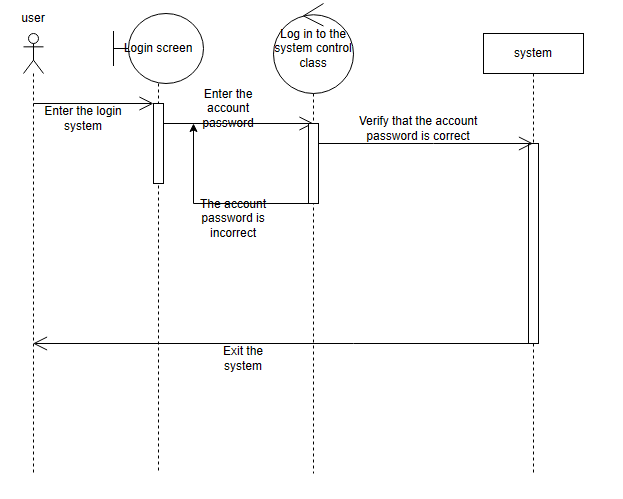 user
Login screen
Log in to the
system control
class
system
Enter the login
system
Enter the
account
password
Verify that the account
password is correct
The account
password is
incorrect
Exit the
system